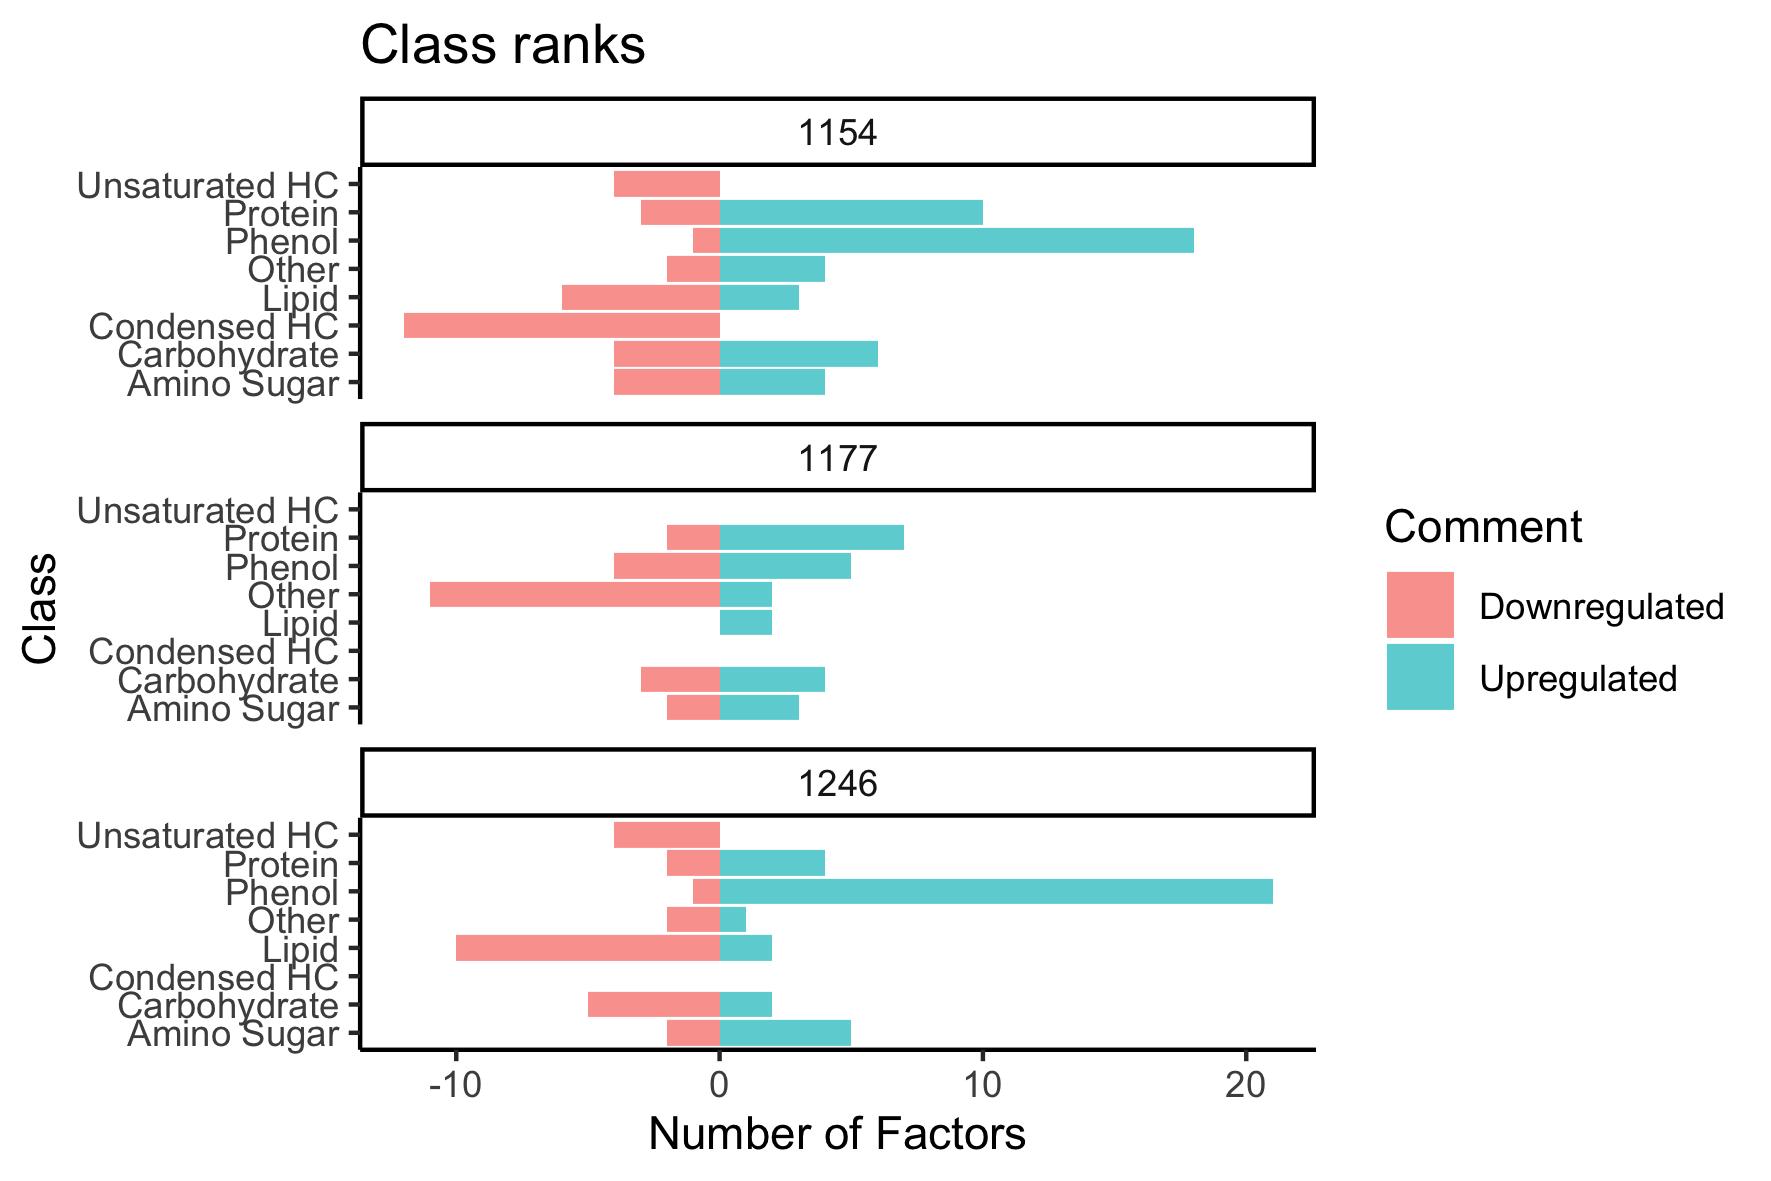 Class ranks
1154
Unsaturated HC
Protein
Phenol
Other
Lipid
Condensed HC
Carbohydrate
Amino Sugar
1177
Unsaturated HC
Protein
Phenol
Other
Lipid
Condensed HC
Carbohydrate
Amino Sugar
1246
Unsaturated HC
Protein
Phenol
Other
Lipid
Condensed HC
Carbohydrate
Amino Sugar
-10 0 10 20
Number of Factors
Class
Comment
Downregulated
Upregulated